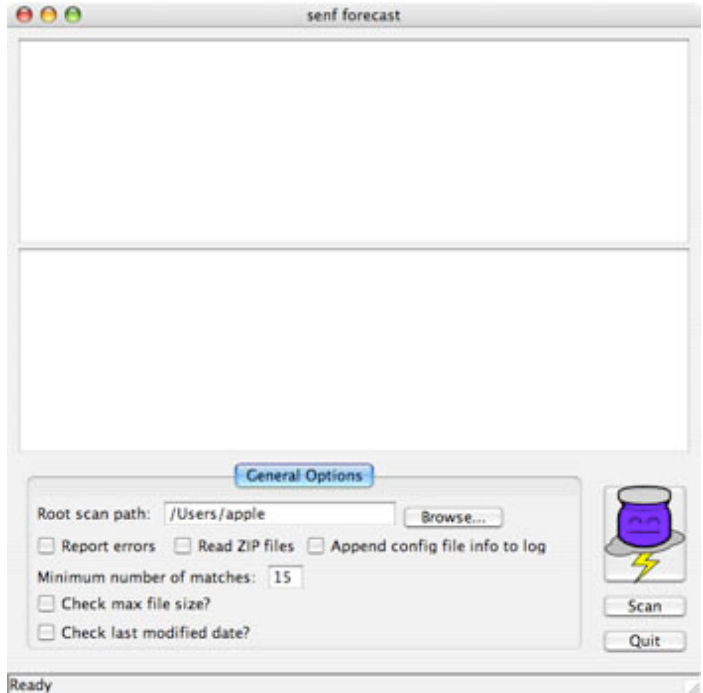 senf forecast
General Options
Root scan path: /Users/apple Browse...
Report errors Read ZIP files Append config file info to log
Minimum number of matches: 15
Check max file size?
Check last modified date?
Scan
Quit
Ready